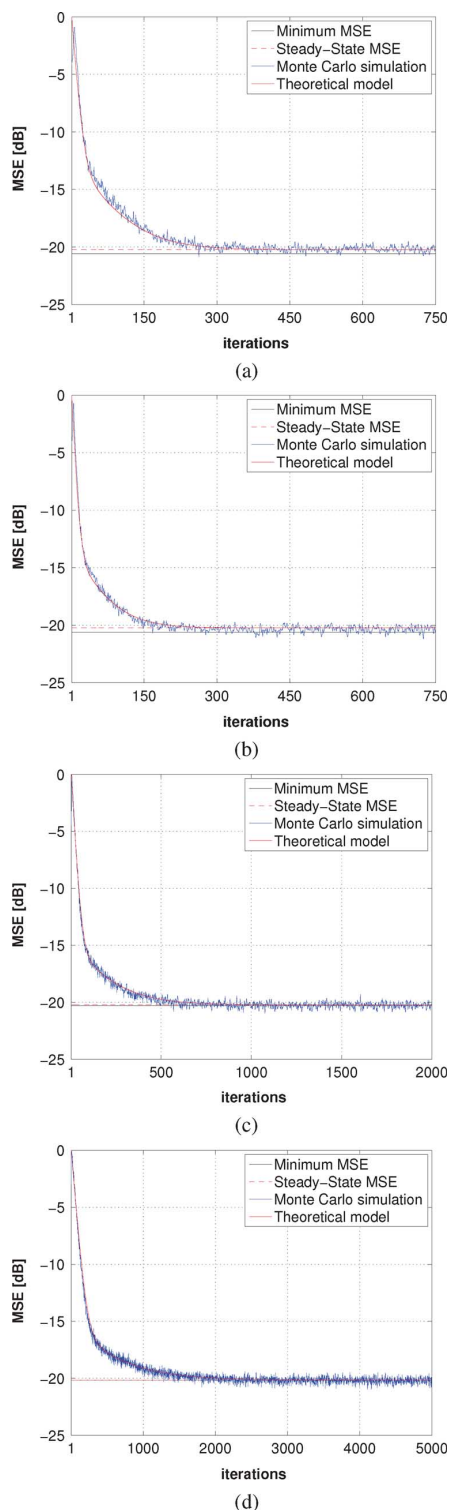 0
−5
−10
−15
−20
−25
MSE [dB]
Minimum MSE
Steady−State MSE
Monte Carlo simulation
Theoretical model
1 150 300 450 600 750
iterations
(a)
0
−5
−10
−15
−20
−25
MSE [dB]
Minimum MSE
Steady−State MSE
Monte Carlo simulation
Theoretical model
1 150 300 450 600 750
iterations
(b)
0
−5
−10
−15
−20
−25
MSE [dB]
Minimum MSE
Steady−State MSE
Monte Carlo simulation
Theoretical model
1 500 1000 1500 2000
iterations
(c)
0
−5
−10
−15
−20
−25
MSE [dB]
Minimum MSE
Steady−State MSE
Monte Carlo simulation
Theoretical model
1 1000 2000 3000 4000 5000
iterations
(d)